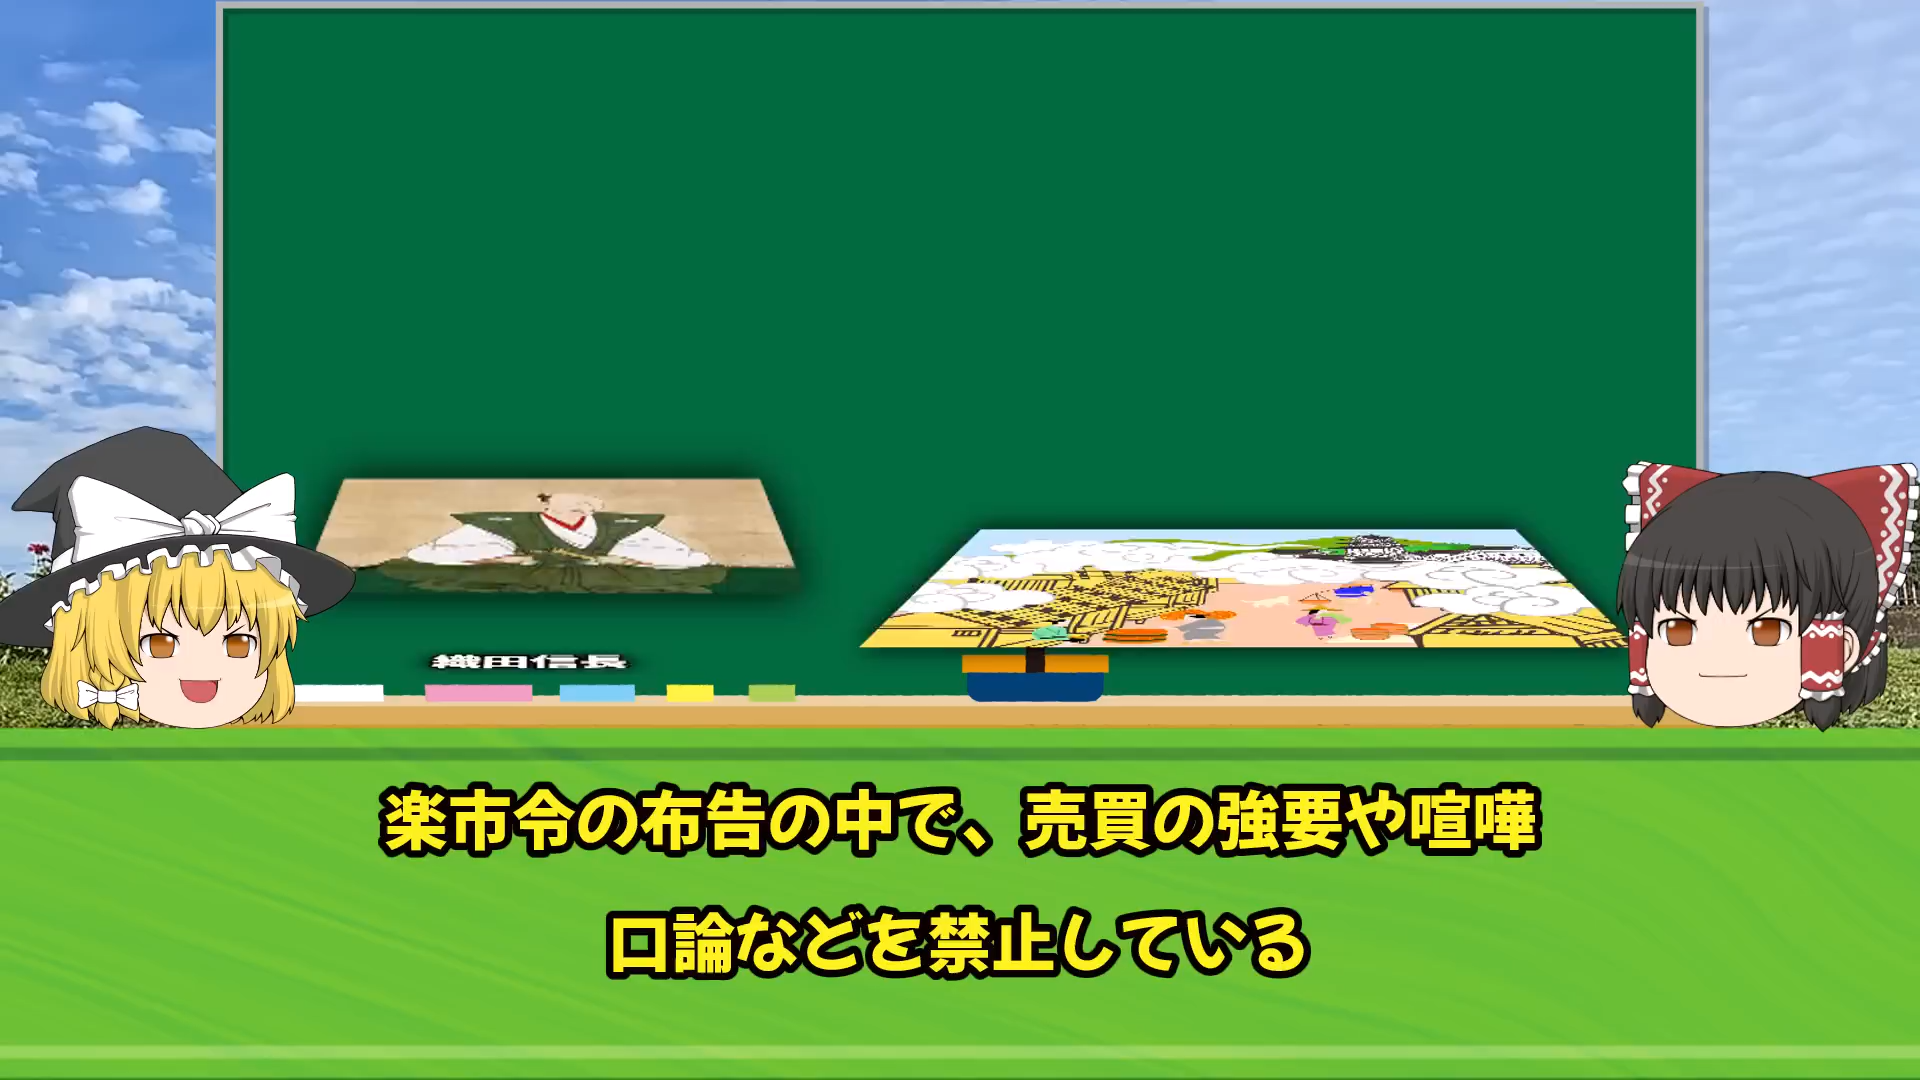 織田信長
楽市令の布告の中で、売買の強要や喧嘩
口論などを禁止している